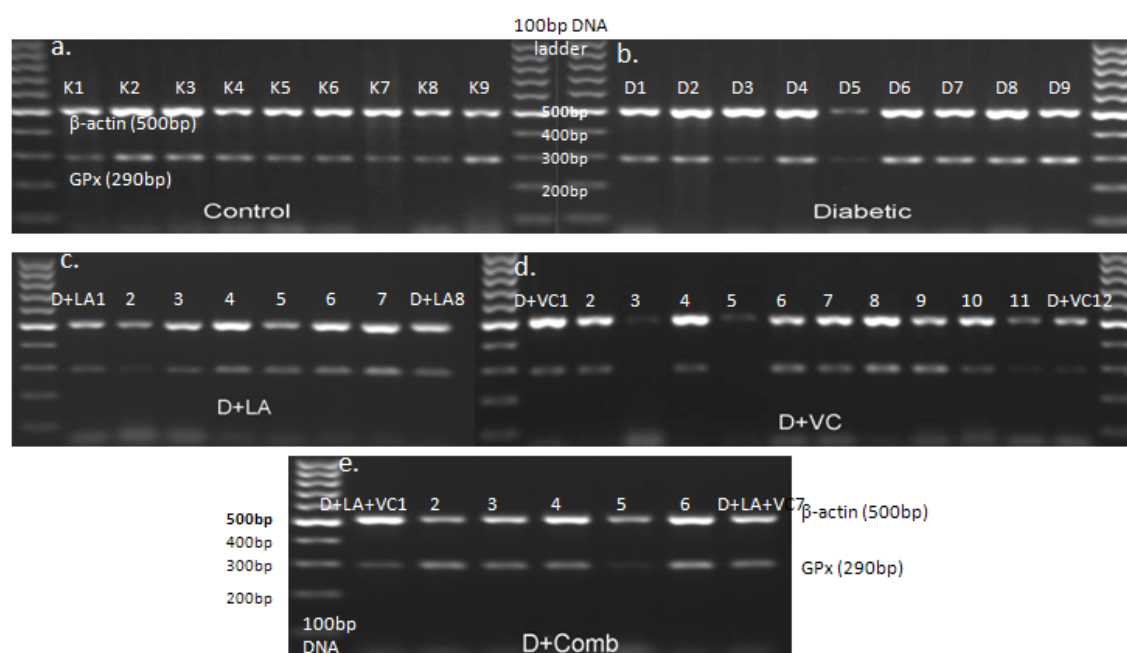 100bp DNA
ladder
a.
K1 K2 K3 K4 K5 K6 K7 K8 K9
β-actin (500bp)
GPx (290bp)
Control
500bp
400bp
300bp
200bp
b.
D1 D2 D3 D4 D5 D6 D7 D8 D9
Diabetic
c.
D+LA1 2 3 4 5 6 7 D+LA8
D+LA
d.
D+VC1 2 3 4 5 6 7 8 9 10 11 D+VC12
D+VC
e.
D+LA+VC1 2 3 4 5 6 D+LA+VC7
500bp
400bp
300bp
200bp
β-actin (500bp)
GPx (290bp)
100bp
DNA
D+Comb